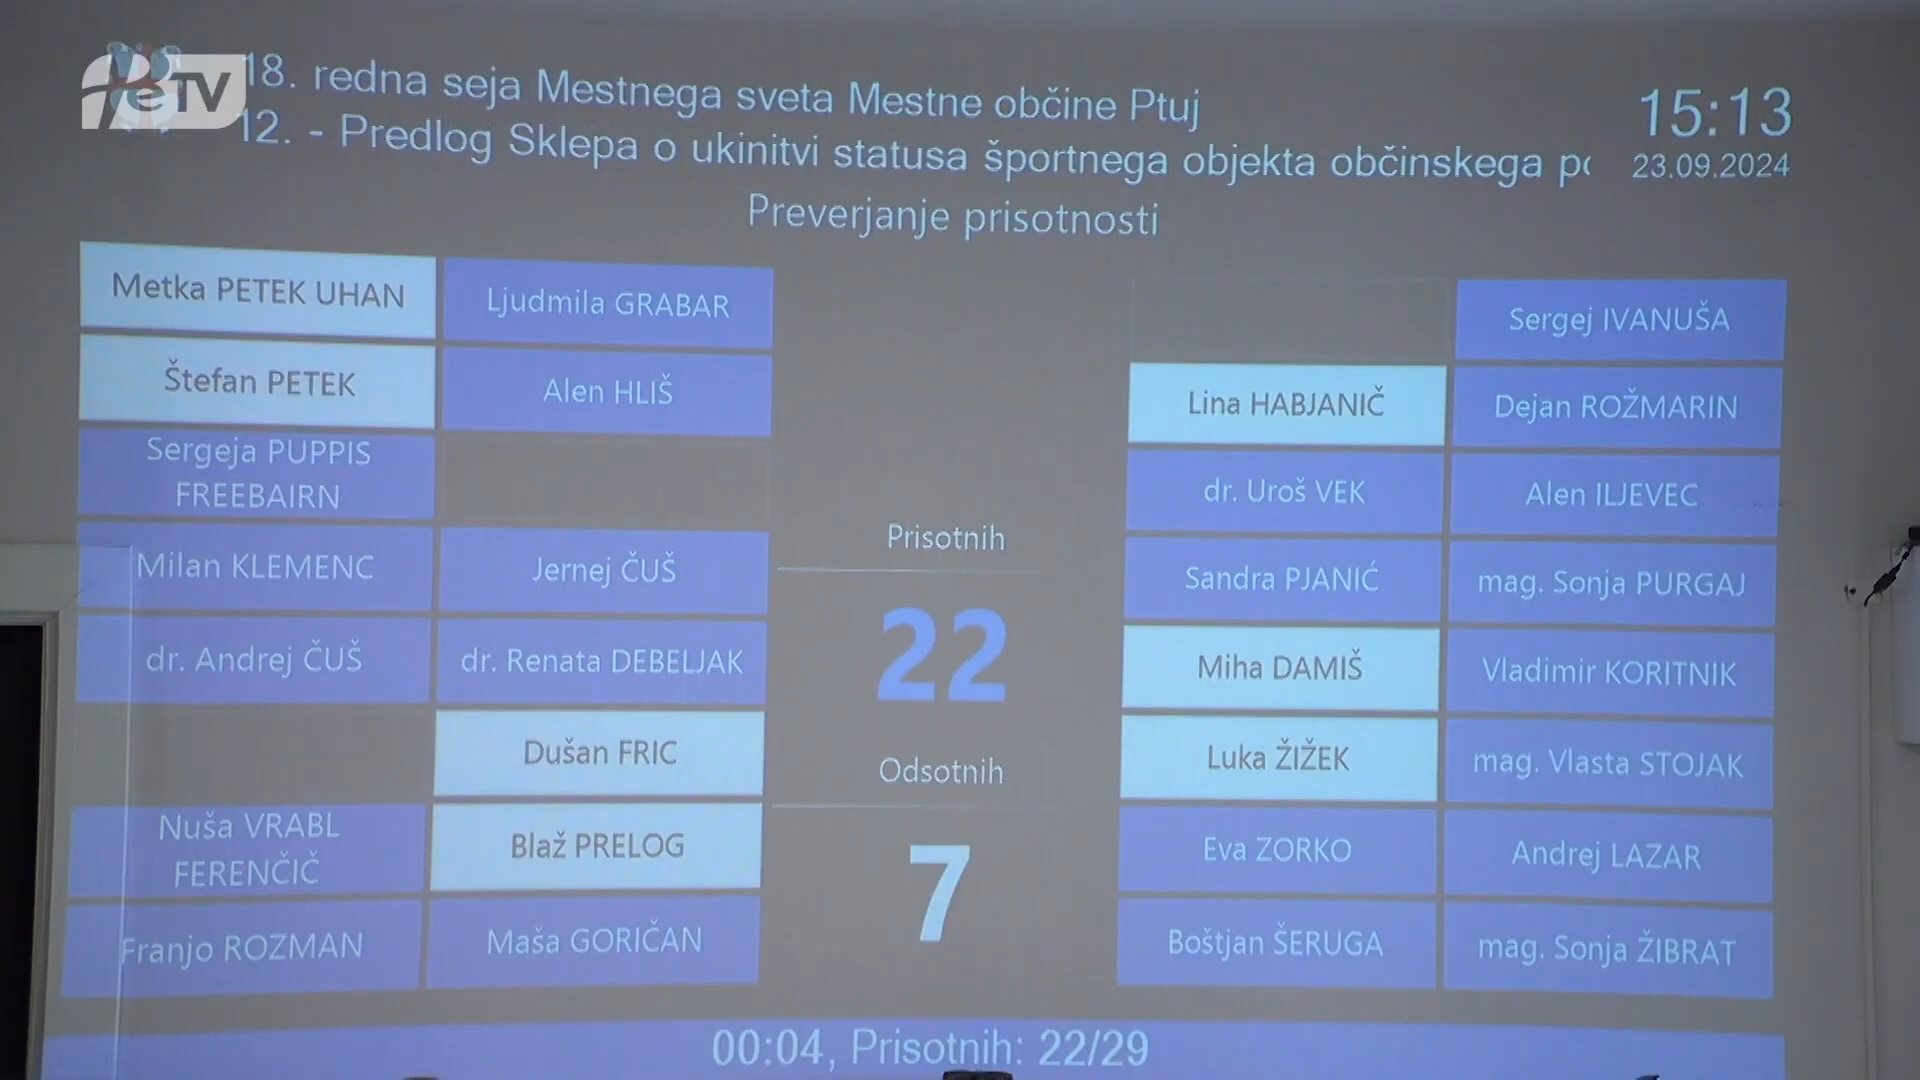 PeTV
18. redna seja Mestnega sveta Mestne občine Ptuj
12. - Predlog Sklepa o ukinitvi statusa športnega objekta občinskega po
15:13
23.09.2024
Preverjanje prisotnosti
Metka PETEK UHAN
Ljudmila GRABAR
Štefan PETEK
Alen HLIŠ
Sergeja PUPPIS
FREEBAIRN
Milan KLEMENC
Jernej ČUŠ
dr. Andrej ČUŠ
dr. Renata DEBELJAK
Dušan FRIC
Nuša VRABL
FERENČIČ
Blaž PRELOG
Franjo ROZMAN
Maša GORIČAN
Prisotnih
22
Odsotnih
7
Sergej IVANUŠA
Lina HABJANIČ
Dejan ROŽMARIN
dr. Uroš VEK
Alen ILJEVEC
Sandra PJANIĆ
mag. Sonja PURGAJ
Miha DAMIŠ
Vladimir KORITNIK
Luka ŽIŽEK
mag. Vlasta STOJAK
Eva ZORKO
Andrej LAZAR
Boštjan ŠERUGA
mag. Sonja ŽIBRAT
00:04, Prisotnih: 22/29